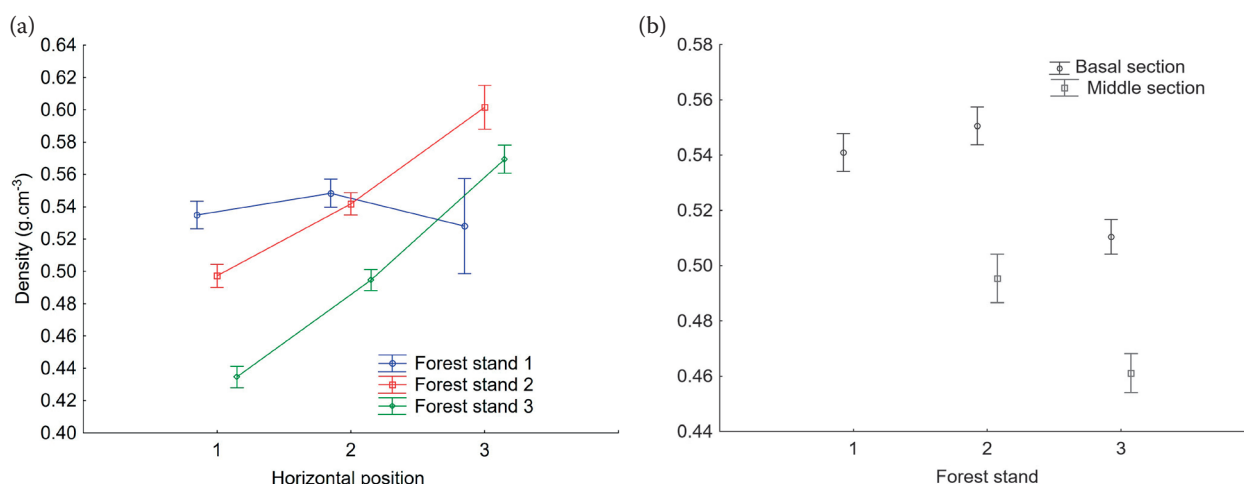 (a)
0.64
0.62
0.60
0.58
0.56
0.54
0.52
0.50
0.48
0.46
0.44
0.42
0.40
Density (g.cm-³)
1 2 3
Horizontal position
Forest stand 1
Forest stand 2
Forest stand 3
(b)
0.58
0.56
0.54
0.52
0.50
0.48
0.46
0.44
1 2 3
Forest stand
Basal section
Middle section